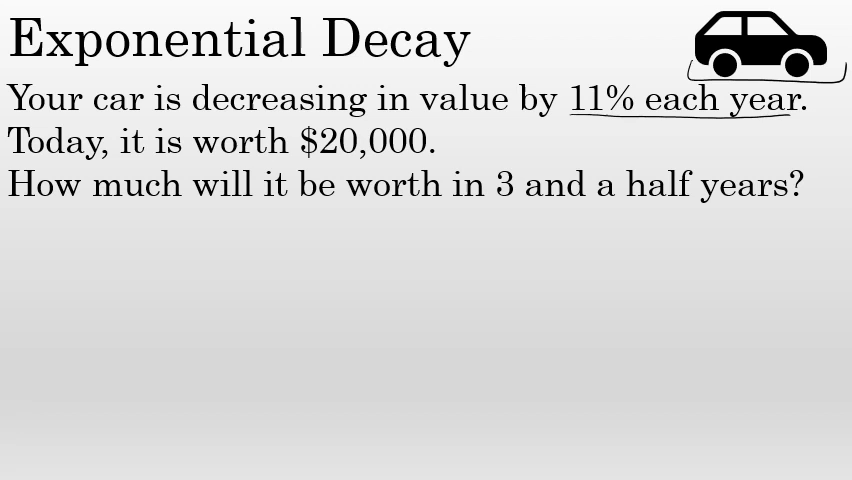 Exponential Decay
Your car is decreasing in value by 11% each year.
Today, it is worth $20,000.
How much will it be worth in 3 and a half years?